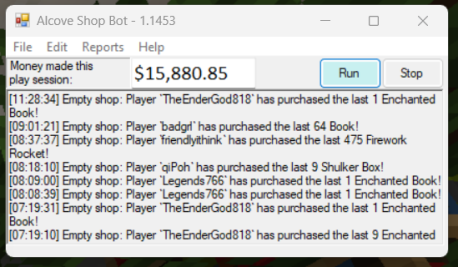 Alcove Shop Bot - 1.1453
File Edit Reports Help
Money made this
play session:
$15,880.85
Run
Stop
[11:28:34] Empty shop: Player `TheEnderGod818` has purchased the last 1 Enchanted
Book!
[09:01:21] Empty shop: Player `badgrl` has purchased the last 64 Book!
[08:37:37] Empty shop: Player `friendlyithink` has purchased the last 475 Firework
Rocket!
[08:18:10] Empty shop: Player `qiPoh` has purchased the last 9 Shulker Box!
[08:09:00] Empty shop: Player `Legends766` has purchased the last 1 Enchanted Book!
[08:08:39] Empty shop: Player `Legends766` has purchased the last 1 Enchanted Book!
[07:19:31] Empty shop: Player `TheEnderGod818` has purchased the last 1 Enchanted
Book!
[07:19:10] Empty shop: Player `TheEnderGod818` has purchased the last 9 Enchanted